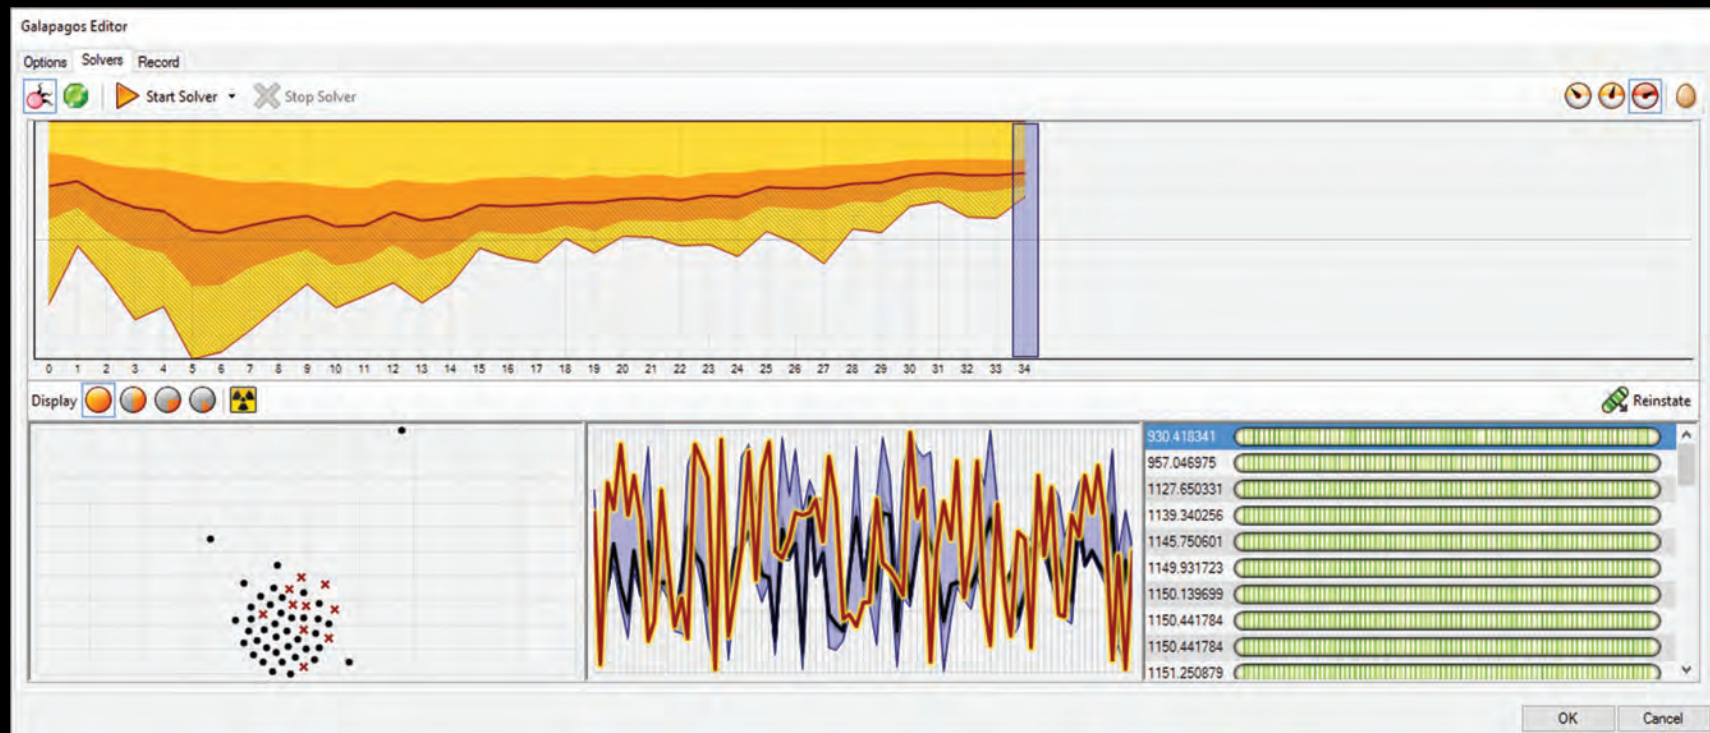 Galapagos Editor
Options Solvers Record
Start Solver Stop Solver
0 1 2 3 4 5 6 7 8 9 10 11 12 13 14 15 16 17 18 19 20 21 22 23 24 25 26 27 28 29 30 31 32 33 34
Display Reinstate
930.418341
957.046975
1127.650331
1139.340256
1145.750601
1149.931723
1150.139699
1150.441784
1150.441784
1151.250879
OK Cancel